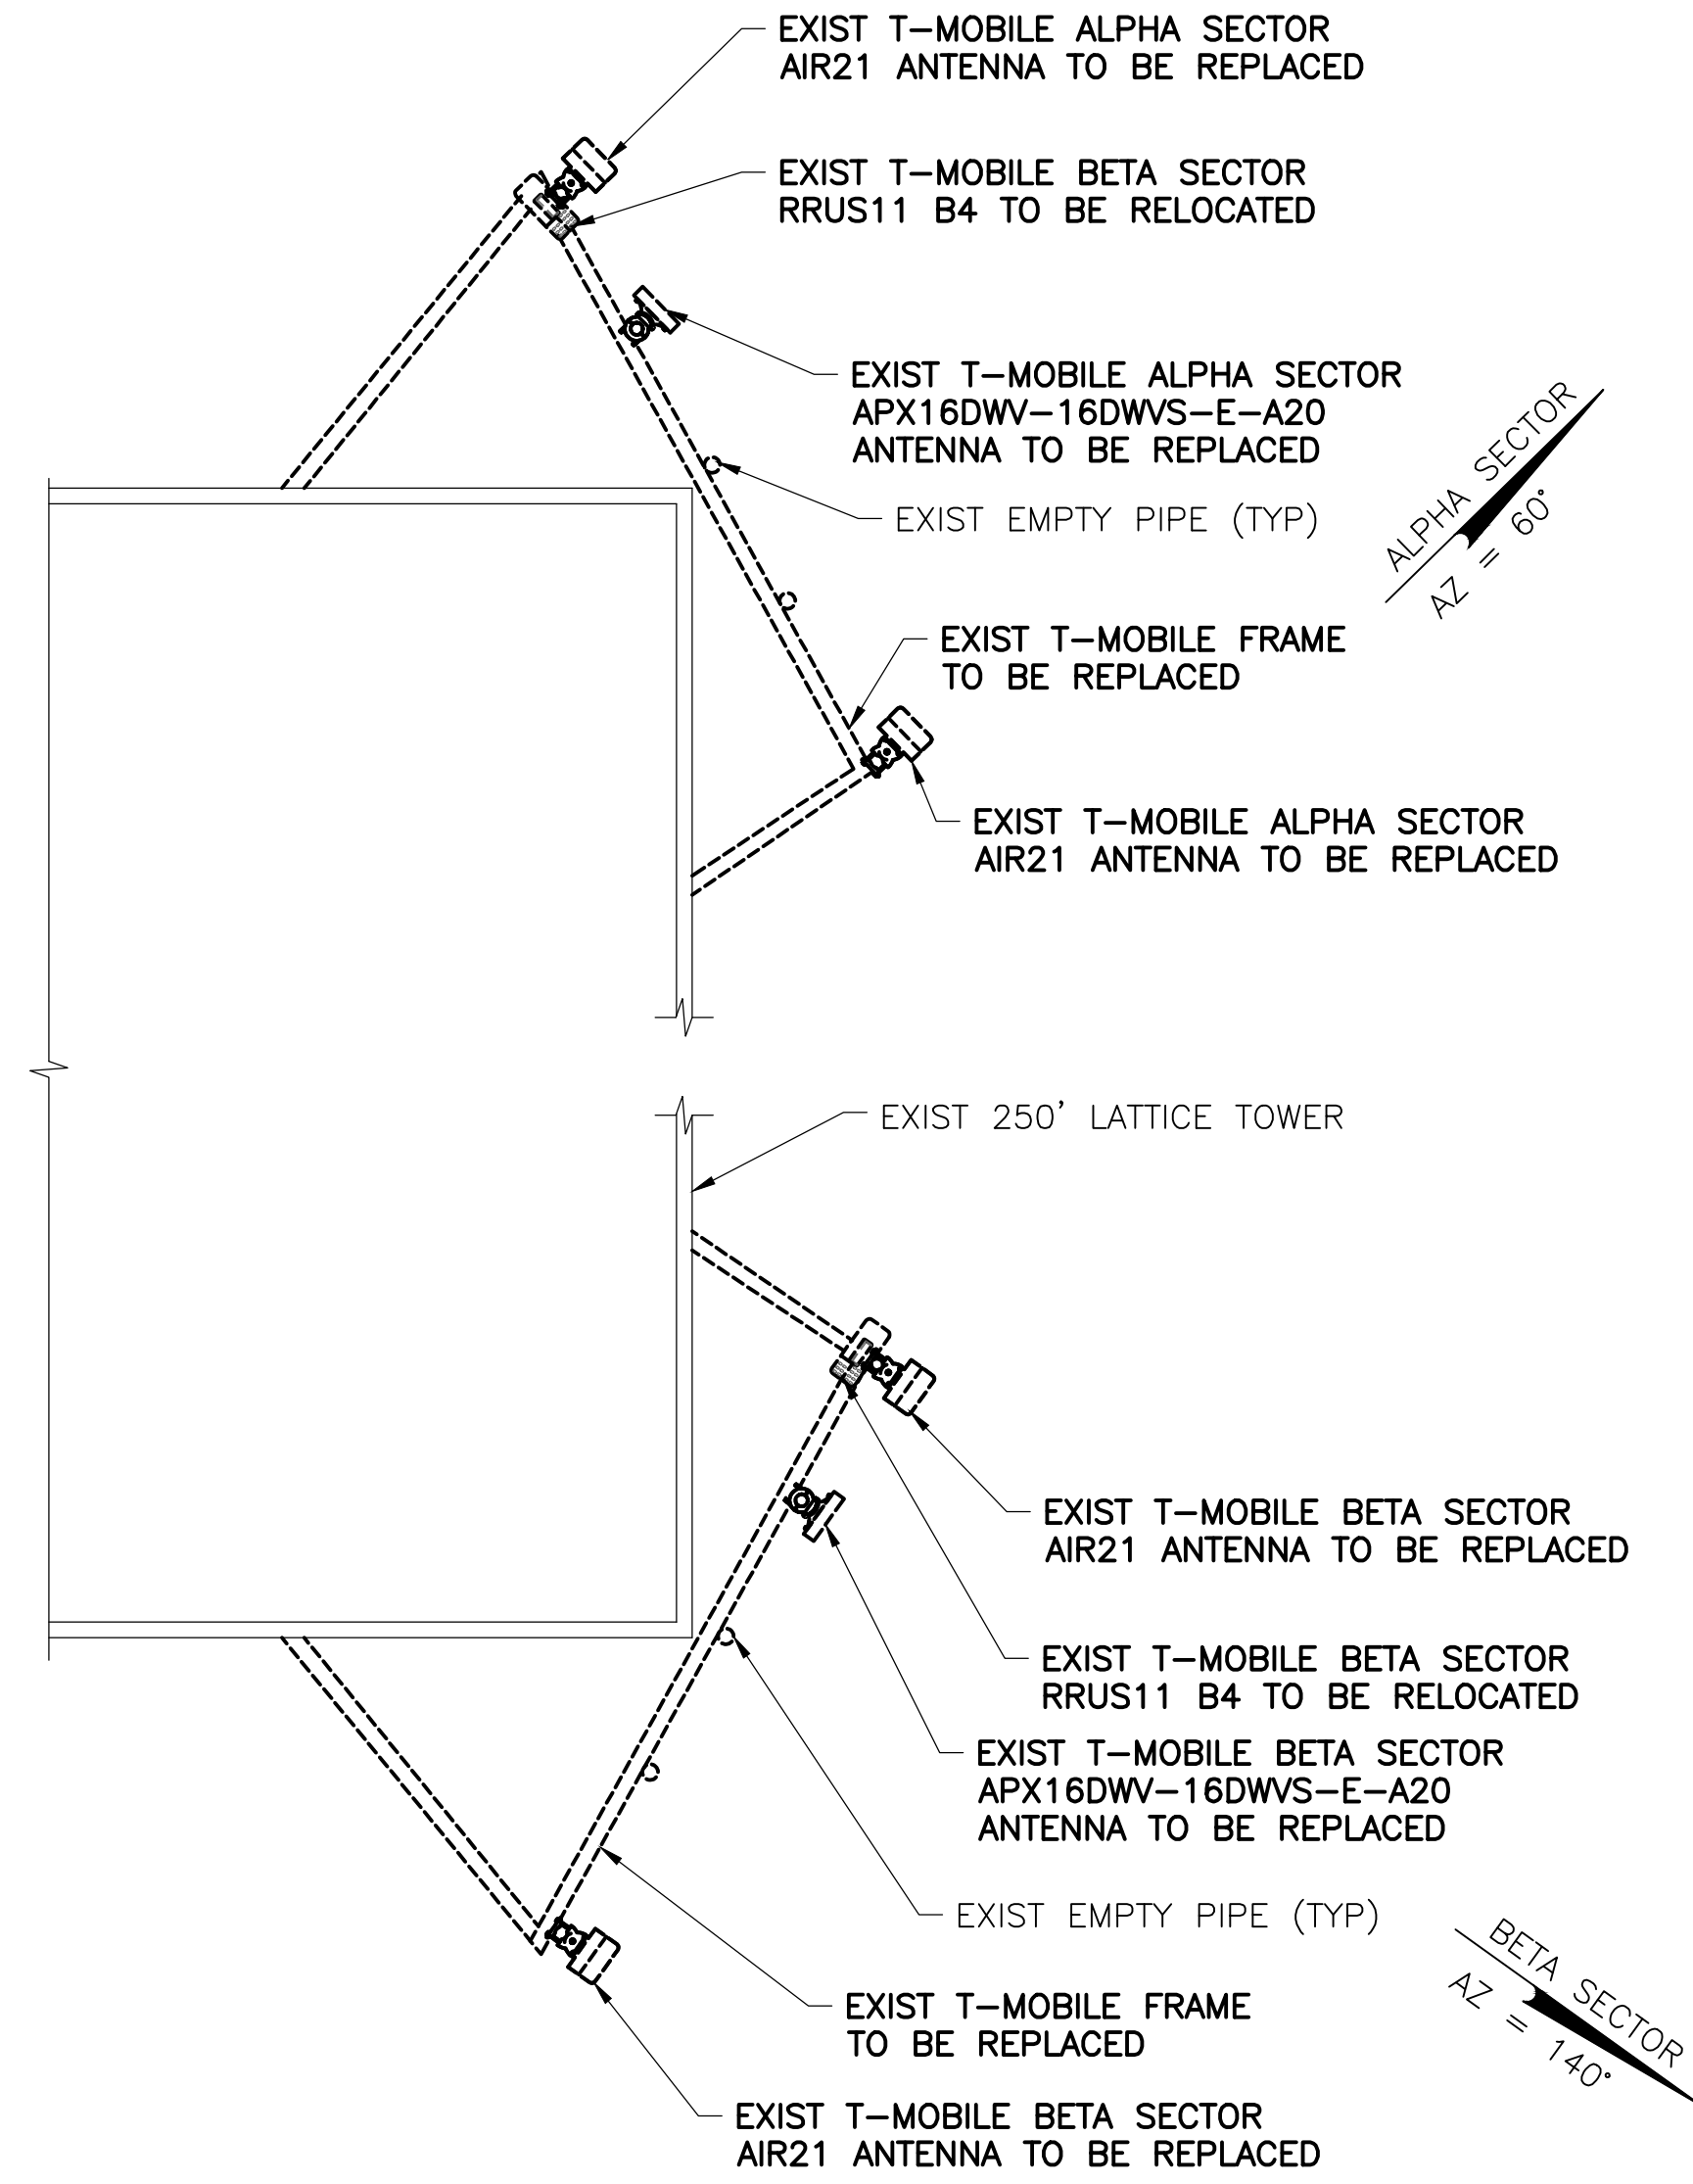 EXIST T-MOBILE ALPHA SECTOR
AIR21 ANTENNA TO BE REPLACED
EXIST T-MOBILE BETA SECTOR
RRUS11 B4 TO BE RELOCATED
EXIST T-MOBILE ALPHA SECTOR
APX16DWV-16DWVS-E-A20
ANTENNA TO BE REPLACED
ALPHA SECTOR
AZ = 60°
EXIST EMPTY PIPE (TYP)
EXIST T-MOBILE FRAME
TO BE REPLACED
EXIST T-MOBILE ALPHA SECTOR
AIR21 ANTENNA TO BE REPLACED
EXIST 250' LATTICE TOWER
EXIST T-MOBILE BETA SECTOR
AIR21 ANTENNA TO BE REPLACED
EXIST T-MOBILE BETA SECTOR
RRUS11 B4 TO BE RELOCATED
EXIST T-MOBILE BETA SECTOR
APX16DWV-16DWVS-E-A20
ANTENNA TO BE REPLACED
EXIST EMPTY PIPE (TYP)
BETA SECTOR
AZ = 140°
EXIST T-MOBILE FRAME
TO BE REPLACED
EXIST T-MOBILE BETA SECTOR
AIR21 ANTENNA TO BE REPLACED